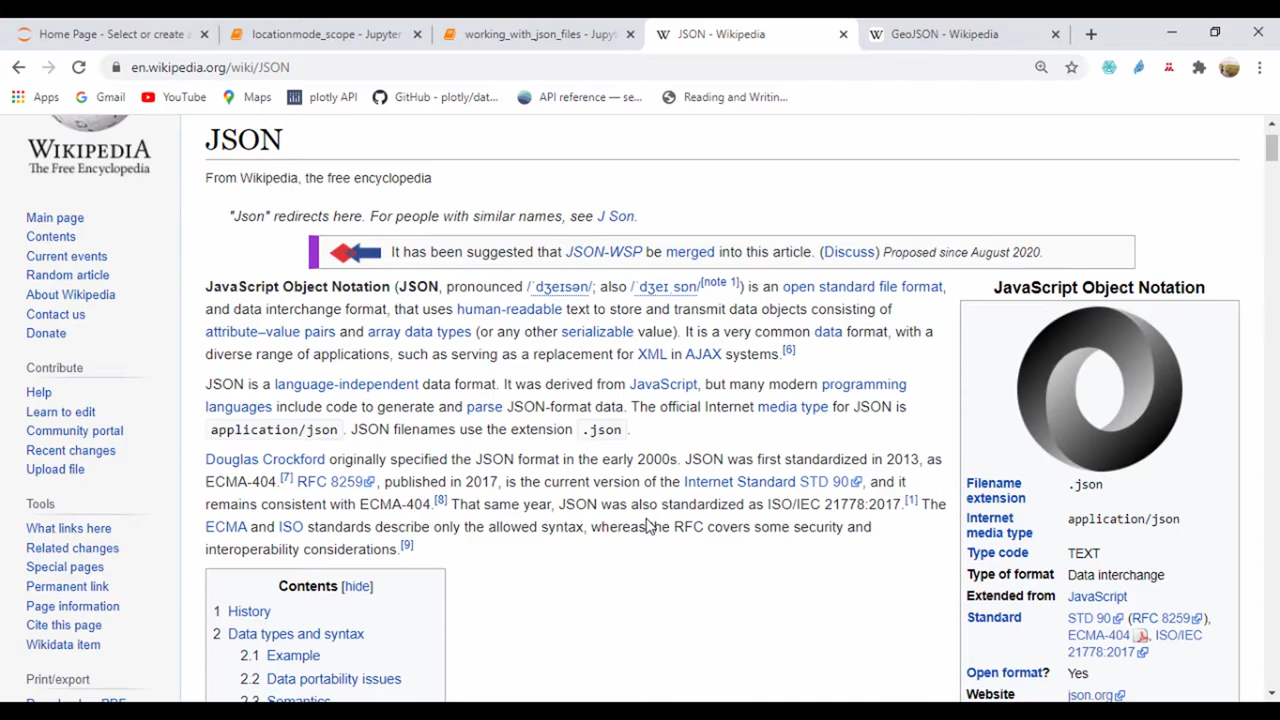 Home Page - Select or create a
locationmode_scope - Jupyter
working_with_json_files - Jupyt
JSON - Wikipedia
GeoJSON - Wikipedia
en.wikipedia.org/wiki/JSON
Apps
Gmail
YouTube
Maps
plotly API
GitHub - plotly/dat...
API reference — se...
Reading and Writin...
WIKIPEDIA
The Free Encyclopedia
Main page
Contents
Current events
Random article
About Wikipedia
Contact us
Donate
Contribute
Help
Learn to edit
Community portal
Recent changes
Upload file
Tools
What links here
Related changes
Special pages
Permanent link
Page information
Cite this page
Wikidata item
Print/export
JSON
From Wikipedia, the free encyclopedia
"Json" redirects here. For people with similar names, see J Son.
It has been suggested that JSON-WSP be merged into this article. (Discuss) Proposed since August 2020.
JavaScript Object Notation (JSON, pronounced /ˈdʒeɪsən/; also /ˈdʒeɪˌsɒn/[note 1]) is an open standard file format,
and data interchange format, that uses human-readable text to store and transmit data objects consisting of
attribute–value pairs and array data types (or any other serializable value). It is a very common data format, with a
diverse range of applications, such as serving as a replacement for XML in AJAX systems.[6]
JSON is a language-independent data format. It was derived from JavaScript, but many modern programming
languages include code to generate and parse JSON-format data. The official Internet media type for JSON is
application/json. JSON filenames use the extension .json.
Douglas Crockford originally specified the JSON format in the early 2000s. JSON was first standardized in 2013, as
ECMA-404.[7] RFC 8259, published in 2017, is the current version of the Internet Standard STD 90, and it
remains consistent with ECMA-404.[8] That same year, JSON was also standardized as ISO/IEC 21778:2017.[1] The
ECMA and ISO standards describe only the allowed syntax, whereas the RFC covers some security and
interoperability considerations.[9]
Contents [hide]
1 History
2 Data types and syntax
2.1 Example
2.2 Data portability issues
2.3 Semantics
JavaScript Object Notation
Filename extension .json
Internet media type application/json
Type code TEXT
Type of format Data interchange
Extended from JavaScript
Standard STD 90 (RFC 8259),
ECMA-404, ISO/IEC
21778:2017
Open format? Yes
Website json.org